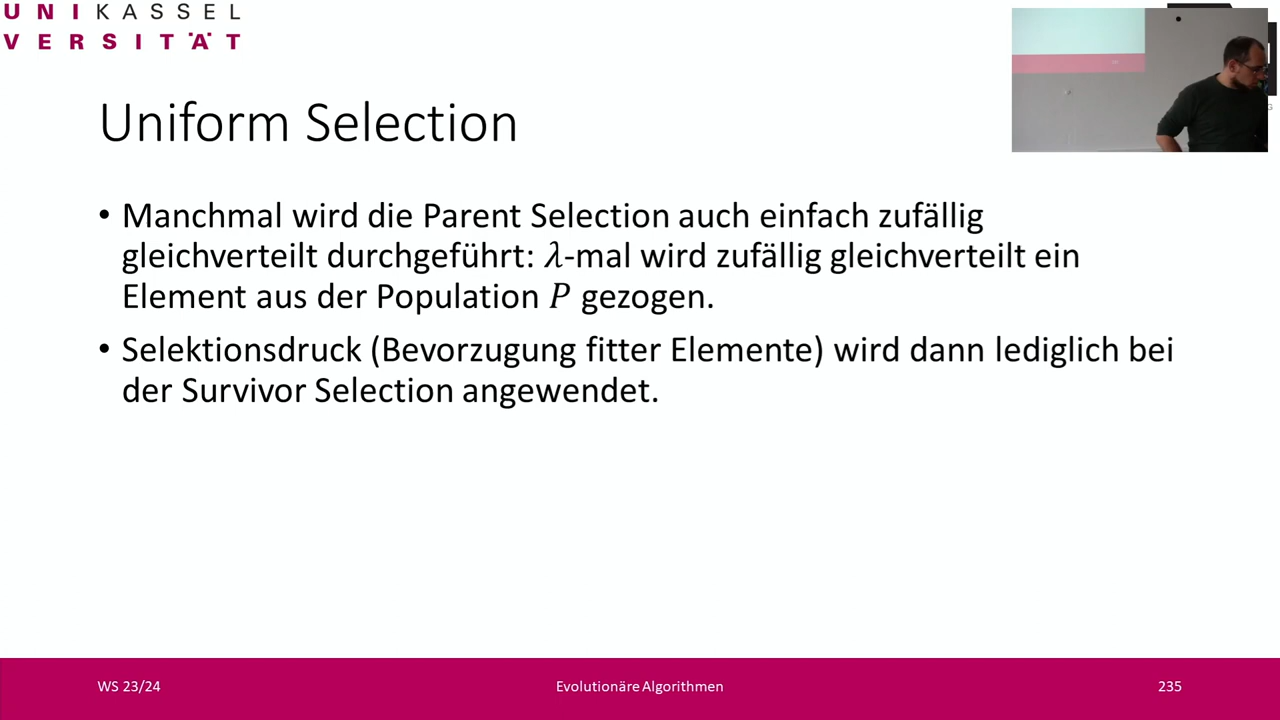 UNIKASSEL
VERSITÄT
Uniform Selection
• Manchmal wird die Parent Selection auch einfach zufällig
gleichverteilt durchgeführt: λ-mal wird zufällig gleichverteilt ein
Element aus der Population P gezogen.
• Selektionsdruck (Bevorzugung fitter Elemente) wird dann lediglich bei
der Survivor Selection angewendet.
WS 23/24
Evolutionäre Algorithmen
235